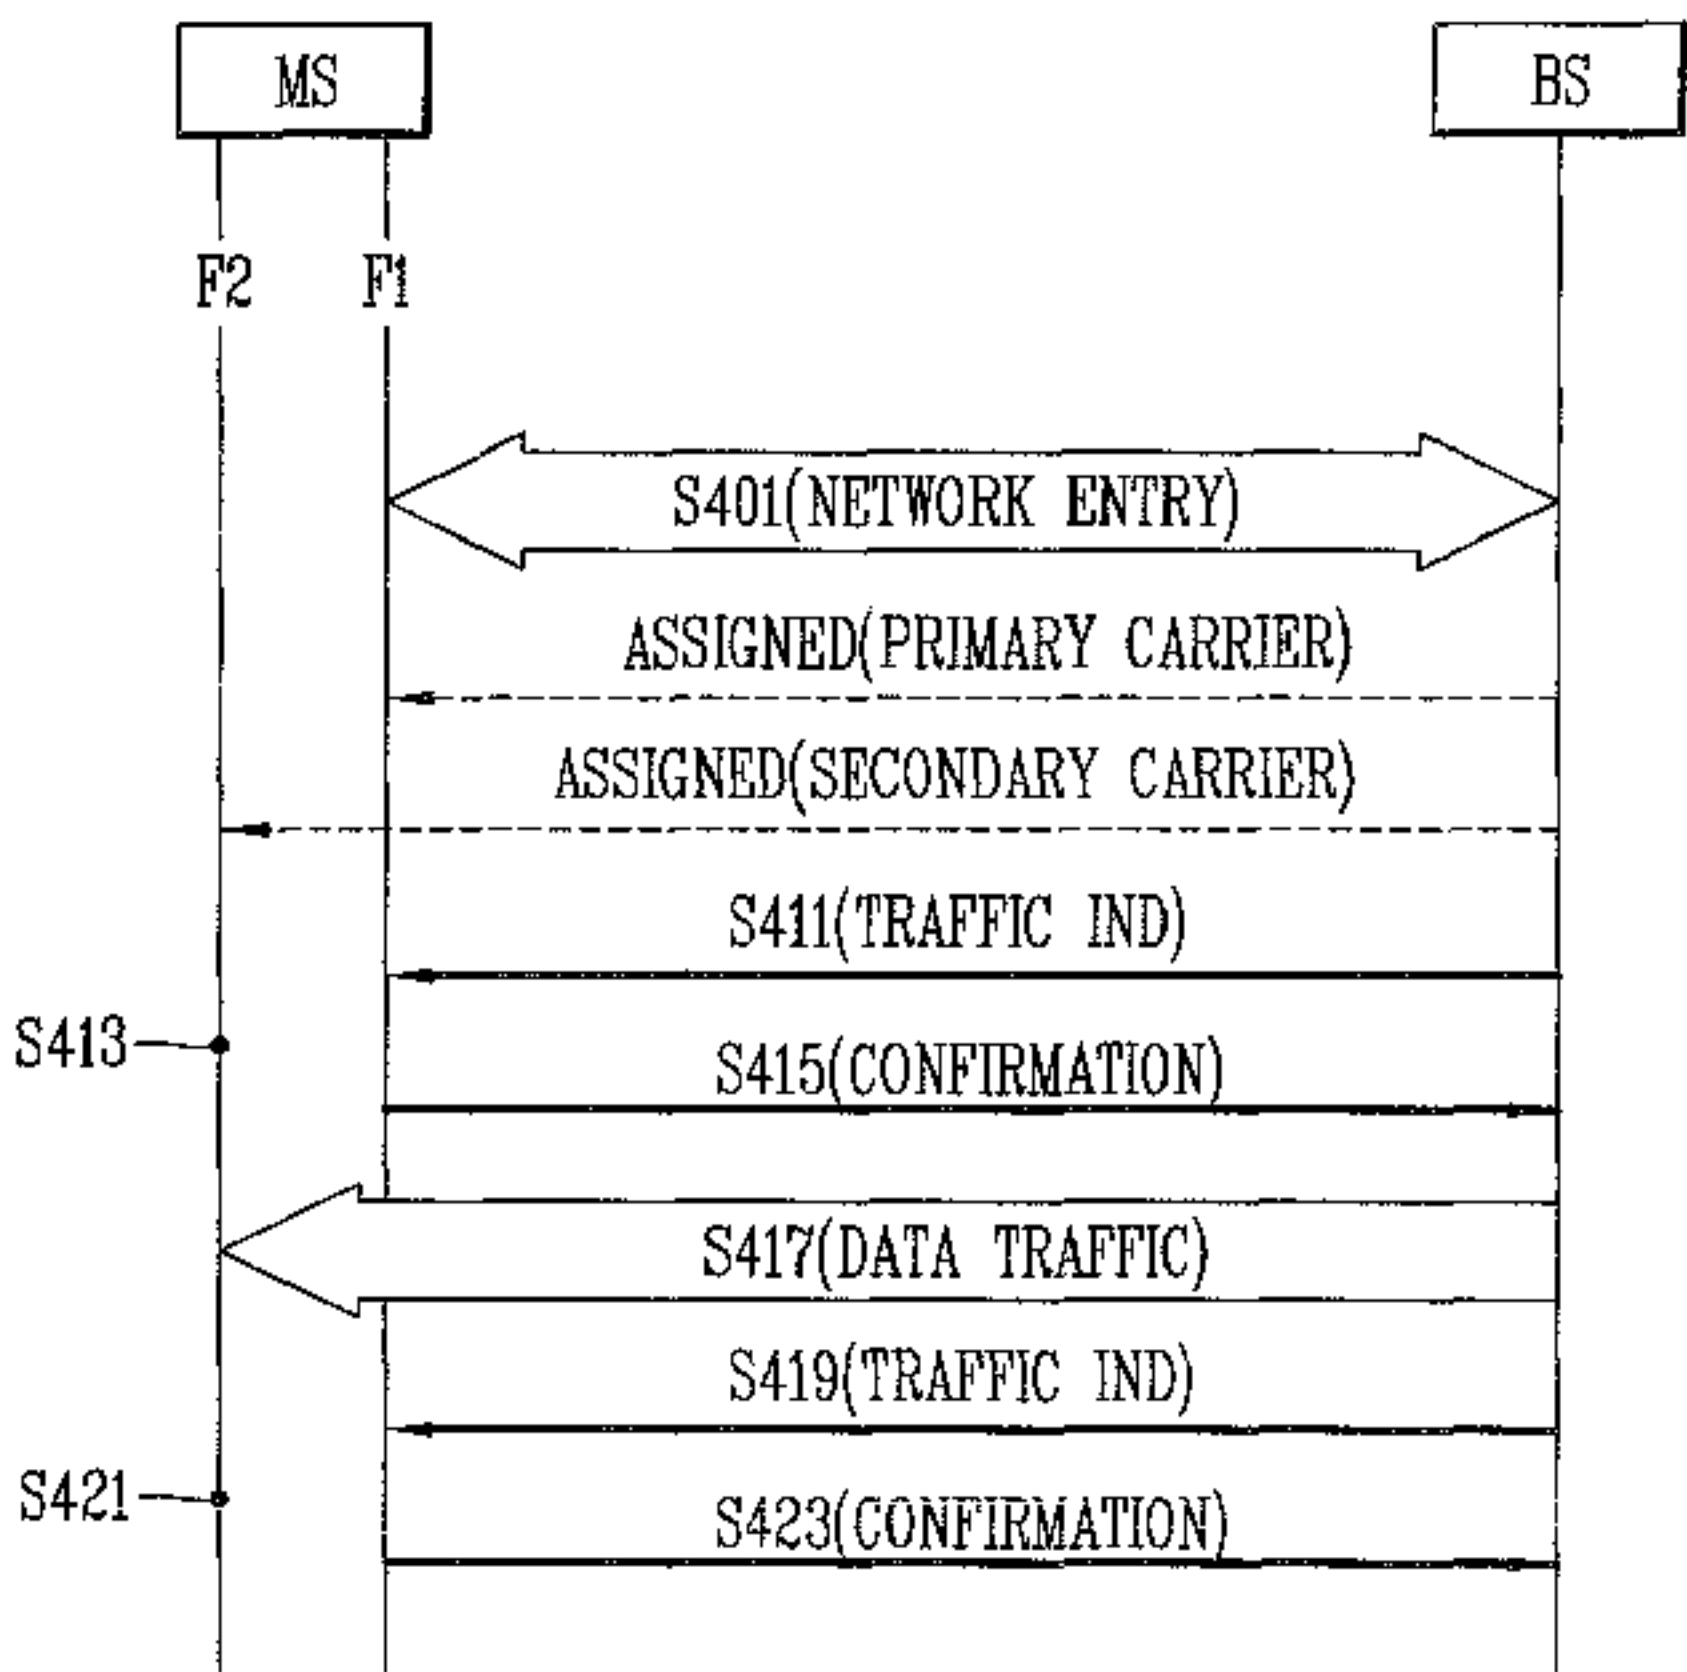 MS
BS
F2
F1
S401(NETWORK ENTRY)
ASSIGNED(PRIMARY CARRIER)
ASSIGNED(SECONDARY CARRIER)
S411(TRAFFIC IND)
S413
S415(CONFIRMATION)
S417(DATA TRAFFIC)
S419(TRAFFIC IND)
S421
S423(CONFIRMATION)